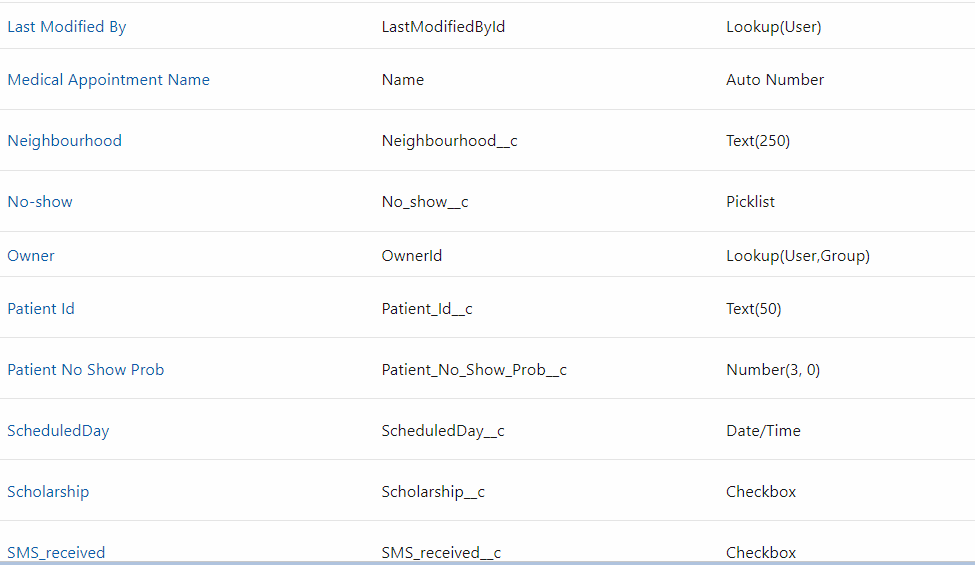 Last Modified By LastModifiedById Lookup(User)
Medical Appointment Name Name Auto Number
Neighbourhood Neighbourhood__c Text(250)
No-show No_show__c Picklist
Owner OwnerId Lookup(User,Group)
Patient Id Patient_Id__c Text(50)
Patient No Show Prob Patient_No_Show_Prob__c Number(3, 0)
ScheduledDay ScheduledDay__c Date/Time
Scholarship Scholarship__c Checkbox
SMS_received SMS_received__c Checkbox